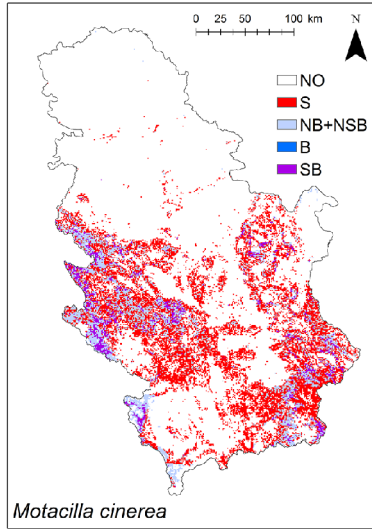 0 25 50 100 km
N
NO
S
NB+NSB
B
SB
Motacilla cinerea